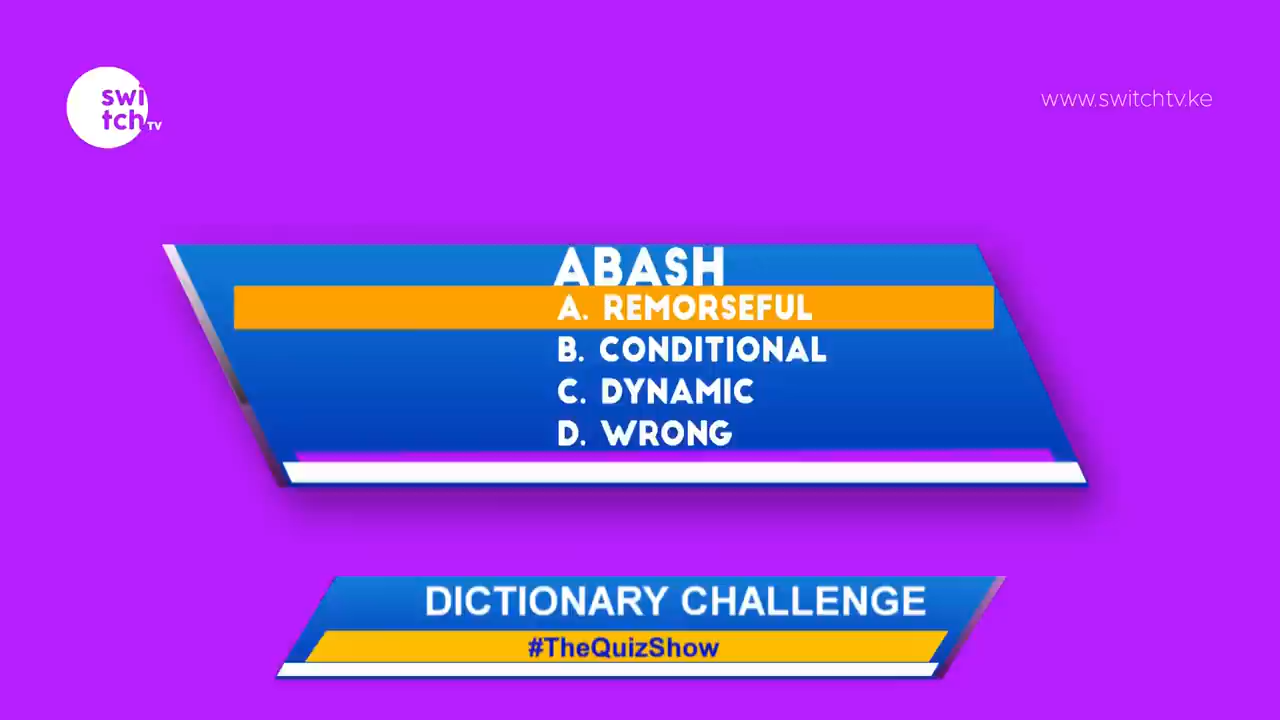 swi
tch TV
www.switchtv.ke
ABASH
A. REMORSEFUL
B. CONDITIONAL
C. DYNAMIC
D. WRONG
DICTIONARY CHALLENGE
#TheQuizShow